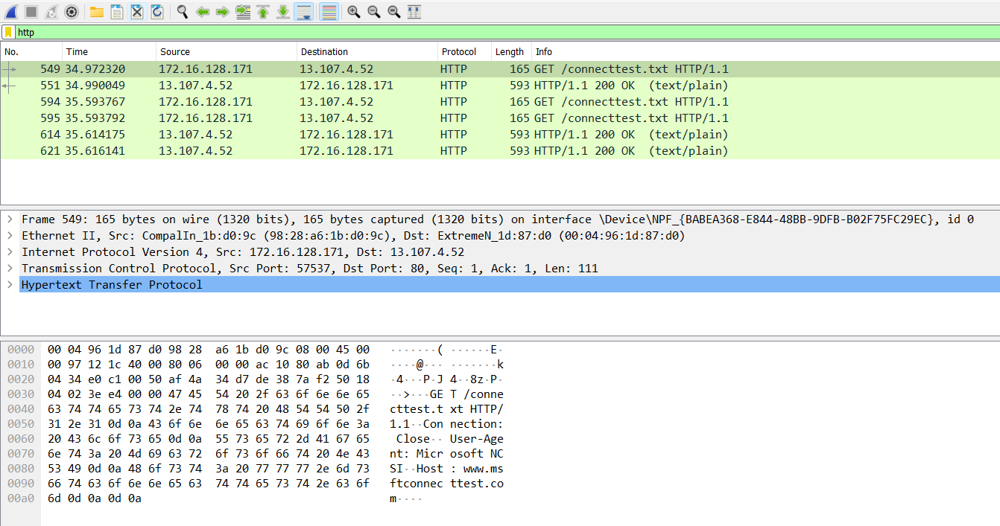 http
No. Time Source Destination Protocol Length Info
549 34.972320 172.16.128.171 13.107.4.52 HTTP 165 GET /connecttest.txt HTTP/1.1
551 34.990049 13.107.4.52 172.16.128.171 HTTP 593 HTTP/1.1 200 OK (text/plain)
594 35.593767 172.16.128.171 13.107.4.52 HTTP 165 GET /connecttest.txt HTTP/1.1
595 35.593792 172.16.128.171 13.107.4.52 HTTP 165 GET /connecttest.txt HTTP/1.1
614 35.614175 13.107.4.52 172.16.128.171 HTTP 593 HTTP/1.1 200 OK (text/plain)
621 35.616141 13.107.4.52 172.16.128.171 HTTP 593 HTTP/1.1 200 OK (text/plain)
Frame 549: 165 bytes on wire (1320 bits), 165 bytes captured (1320 bits) on interface \Device\NPF_{BABEA368-E844-48BB-9DFB-B02F75FC29EC}, id 0
Ethernet II, Src: CompalIn_1b:d0:9c (98:28:a6:1b:d0:9c), Dst: ExtremeN_1d:87:d0 (00:04:96:1d:87:d0)
Internet Protocol Version 4, Src: 172.16.128.171, Dst: 13.107.4.52
Transmission Control Protocol, Src Port: 57537, Dst Port: 80, Seq: 1, Ack: 1, Len: 111
Hypertext Transfer Protocol
0000 00 04 96 1d 87 d0 98 28 a6 1b d0 9c 08 00 45 00 ·······( ······E·
0010 00 97 12 1c 40 00 80 06 00 00 ac 10 80 ab 0d 6b ····@··· ·······k
0020 04 34 e0 c1 00 50 af 4a 34 d7 de 38 7a f2 50 18 ·4···P·J 4··8z·P·
0030 04 02 3e e4 00 00 47 45 54 20 2f 63 6f 6e 6e 65 ··>···GE T /conne
0040 63 74 74 65 73 74 2e 74 78 74 20 48 54 54 50 2f cttest.t xt HTTP/
0050 31 2e 31 0d 0a 43 6f 6e 6e 65 63 74 69 6f 6e 3a 1.1··Con nection:
0060 20 43 6c 6f 73 65 0d 0a 55 73 65 72 2d 41 67 65 Close·· User-Age
0070 6e 74 3a 20 4d 69 63 72 6f 73 6f 66 74 20 4e 43 nt: Micr osoft NC
0080 53 49 0d 0a 48 6f 73 74 3a 20 77 77 77 2e 6d 73 SI··Host : www.ms
0090 66 74 63 6f 6e 6e 65 63 74 74 65 73 74 2e 63 6f ftconnec ttest.co
00a0 6d 0d 0a 0d 0a m····